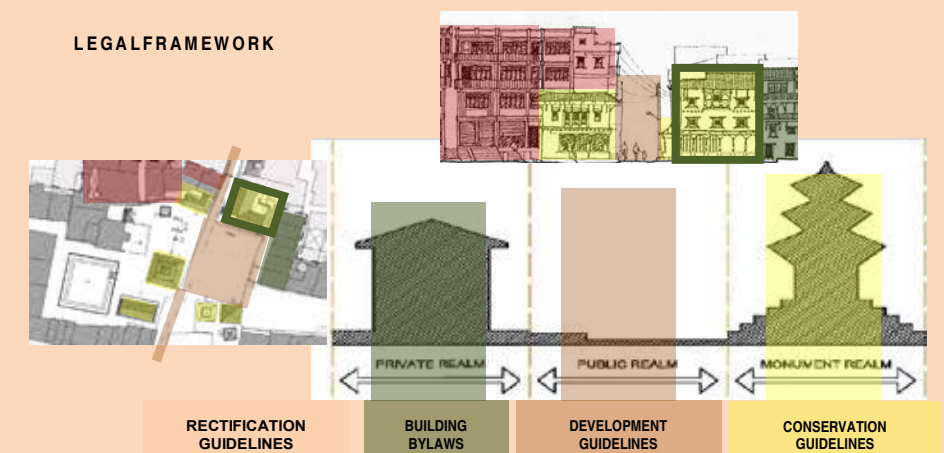 LEGALFRAMEWORK
PRIVATE REALM
PUBLIC REALM
MONUMENT REALM
RECTIFICATION
GUIDELINES
BUILDING
BYLAWS
DEVELOPMENT
GUIDELINES
CONSERVATION
GUIDELINES